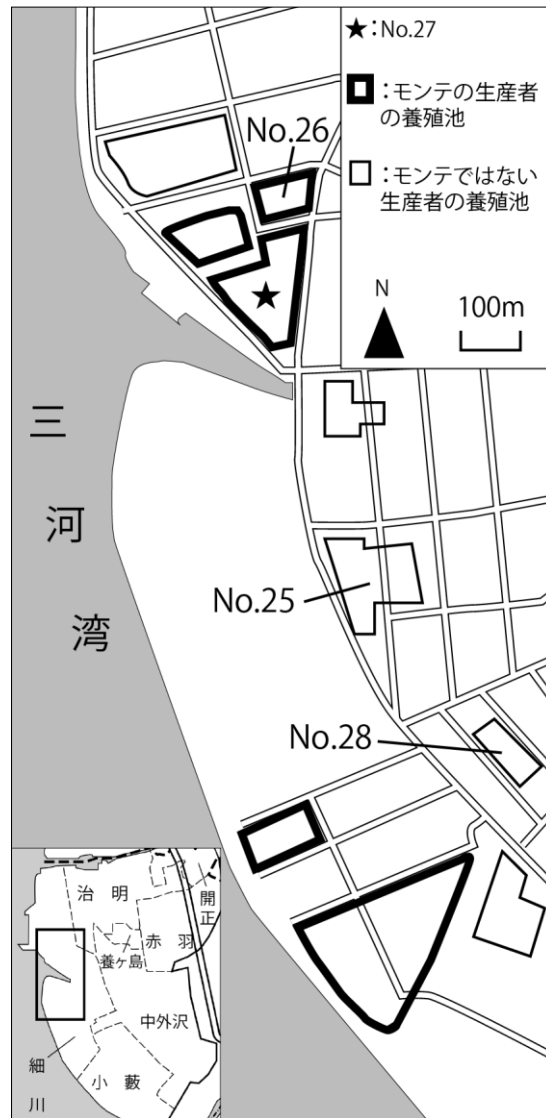 ★:No.27
:モンテの生産者
の養殖池
:モンテではない
生産者の養殖池
N
100m
No.26
三
河
湾
No.25
No.28
治 明
開
正
赤 羽
養ヶ島
中外沢
細
川
小 藪